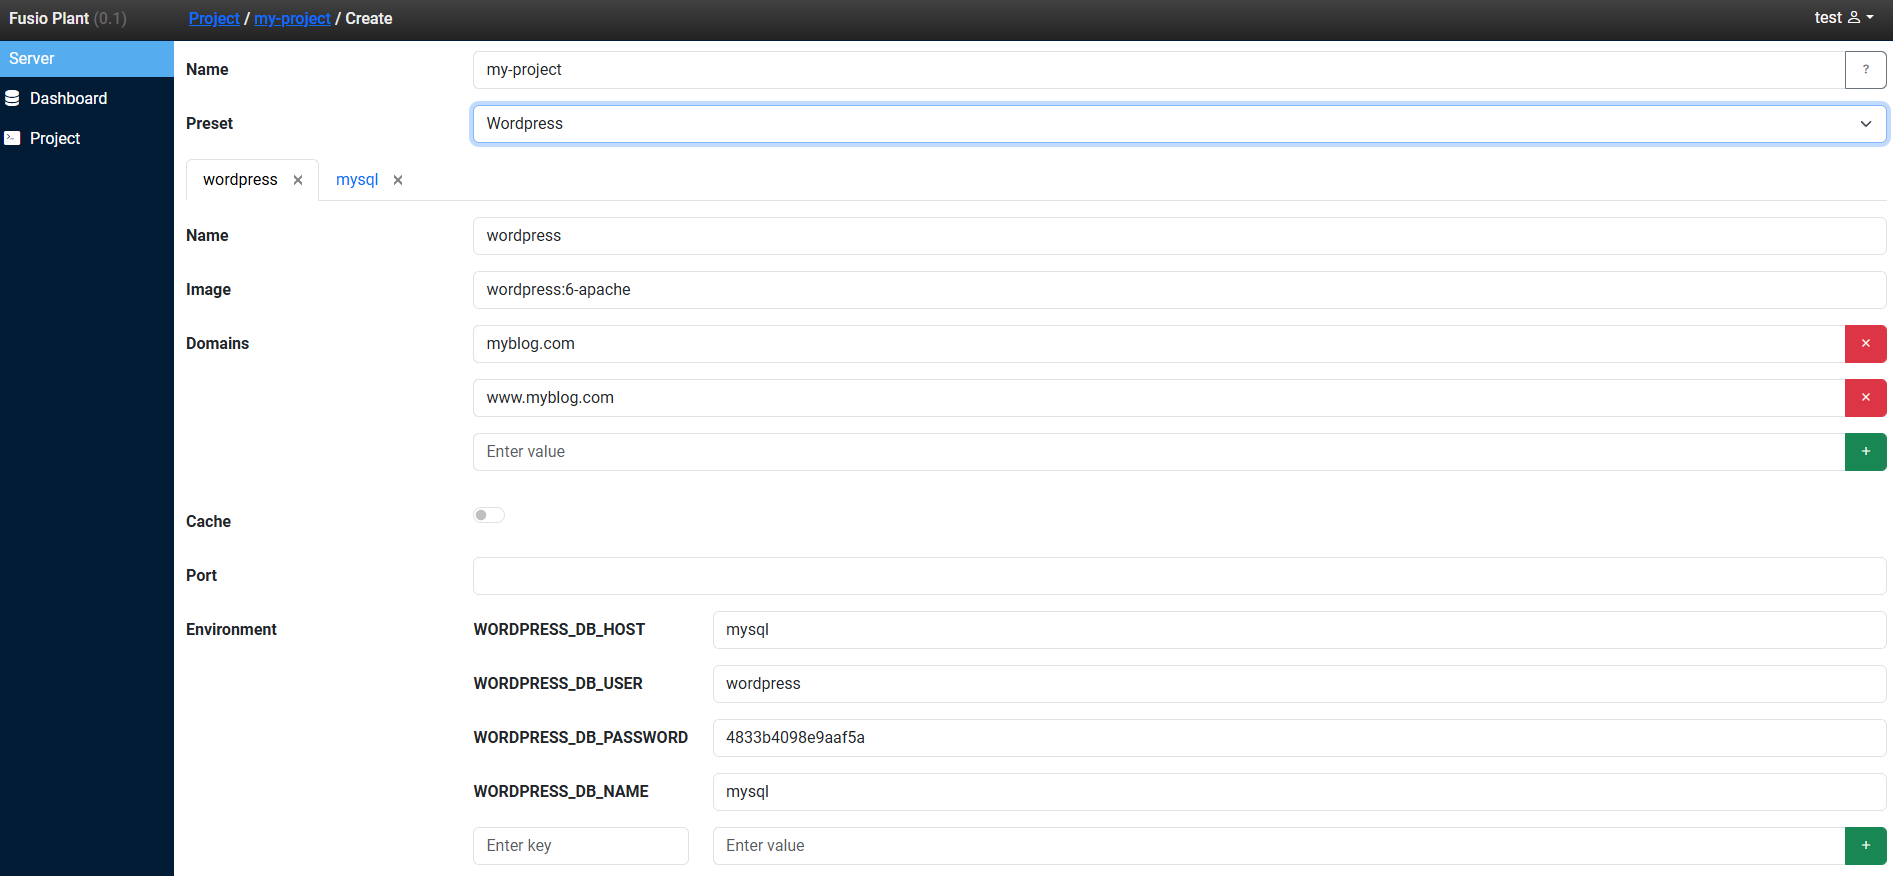 Fusio Plant (0.1) Project / my-project / Create test
Server
Dashboard
Project
Name my-project ?
Preset Wordpress
wordpress × mysql ×
Name wordpress
Image wordpress:6-apache
Domains myblog.com ×
www.myblog.com ×
Enter value +
Cache
Port
Environment WORDPRESS_DB_HOST mysql
WORDPRESS_DB_USER wordpress
WORDPRESS_DB_PASSWORD 4833b4098e9aaf5a
WORDPRESS_DB_NAME mysql
Enter key Enter value +